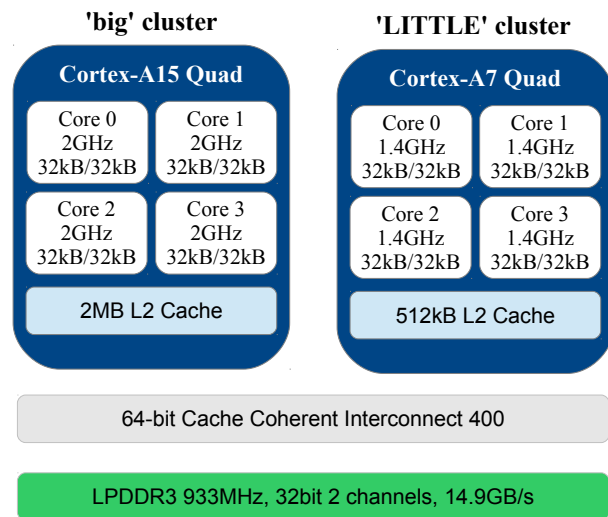 'big' cluster
Cortex-A15 Quad
Core 0
2GHz
32kB/32kB
Core 1
2GHz
32kB/32kB
Core 2
2GHz
32kB/32kB
Core 3
2GHz
32kB/32kB
2MB L2 Cache
'LITTLE' cluster
Cortex-A7 Quad
Core 0
1.4GHz
32kB/32kB
Core 1
1.4GHz
32kB/32kB
Core 2
1.4GHz
32kB/32kB
Core 3
1.4GHz
32kB/32kB
512kB L2 Cache
64-bit Cache Coherent Interconnect 400
LPDDR3 933MHz, 32bit 2 channels, 14.9GB/s